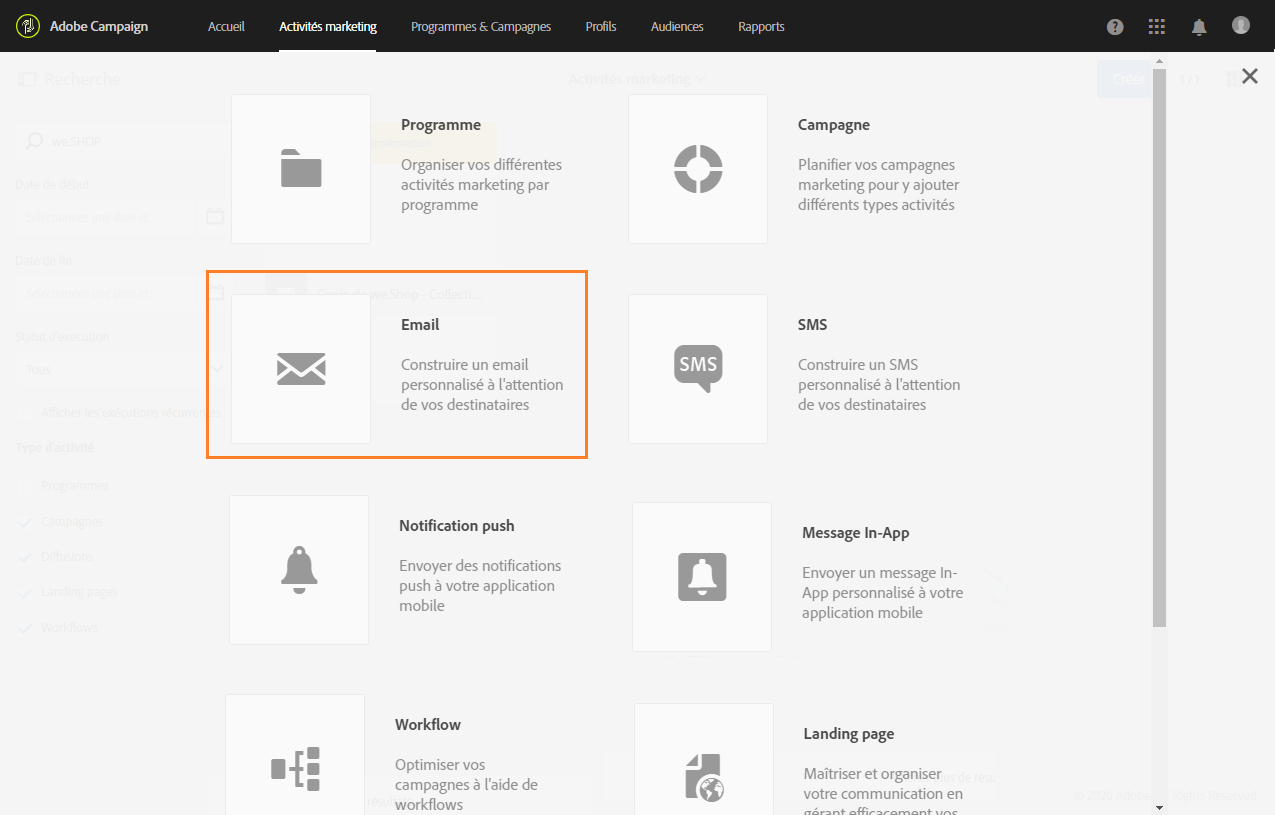 Adobe Campaign
Accueil
Activités marketing
Programmes & Campagnes
Profils
Audiences
Rapports
Recherche
Activités marketing
Créer
1 / 1
we.SHOP
Date de début
Sélectionnez une date et
Date de fin
Sélectionnez une date et
Statut d'exécution
Tous
Afficher les exécutions récurrentes
Type d'activité
Programmes
Campagnes
Diffusions
Landing pages
Workflows
Programme
Organiser vos différentes
activités marketing par
programme
Campagne
Planifier vos campagnes
marketing pour y ajouter
différents types activités
we.Shop - Collecti...
Email
Construire un email
personnalisé à l'attention
de vos destinataires
SMS
SMS
Construire un SMS
personnalisé à l'attention
de vos destinataires
Notification push
Envoyer des notifications
push à votre application
mobile
Message In-App
Envoyer un message In-
App personnalisé à votre
application mobile
Workflow
Optimiser vos
campagnes à l'aide de
workflows
Landing page
Maîtriser et organiser
votre communication en
gérant efficacement vos
© 2020 Adobe Rights Reserved